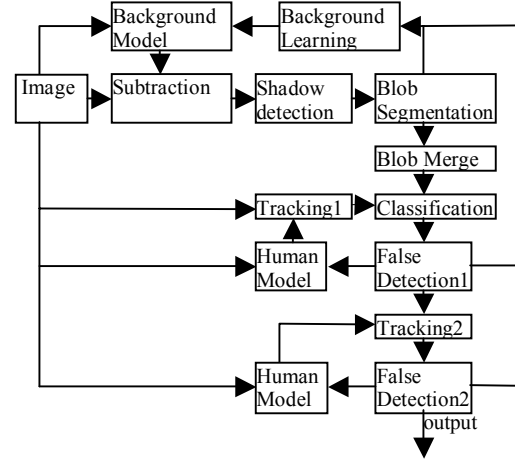 Background
Model
Background
Learning
Image
Subtraction
Shadow
detection
Blob
Segmentation
Blob Merge
Tracking1
Classification
Human
Model
False
Detection1
Tracking2
Human
Model
False
Detection2
output